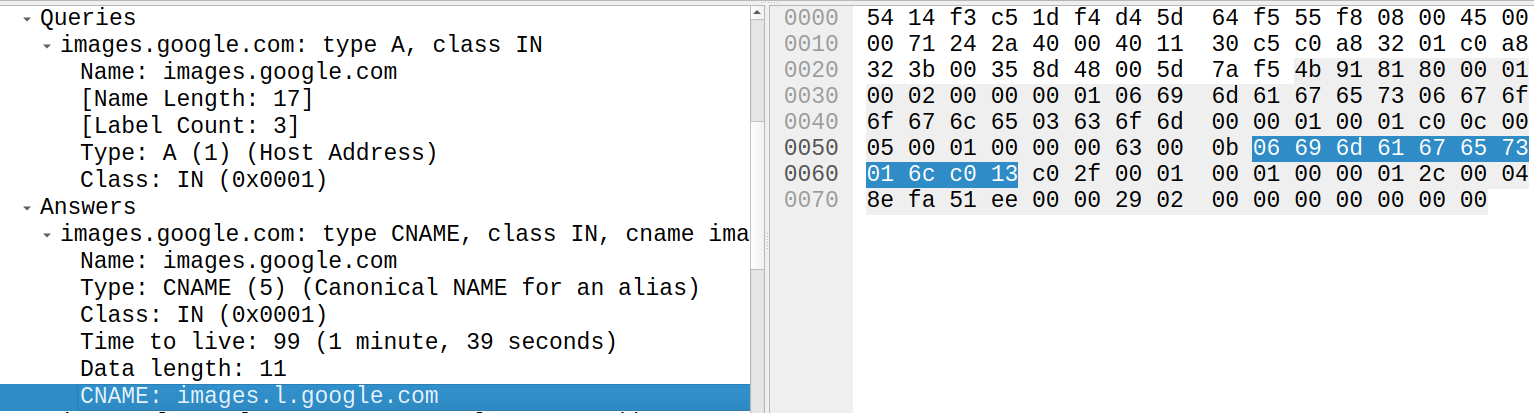 Queries
images.google.com: type A, class IN
Name: images.google.com
[Name Length: 17]
[Label Count: 3]
Type: A (1) (Host Address)
Class: IN (0x0001)
Answers
images.google.com: type CNAME, class IN, cname ima
Name: images.google.com
Type: CNAME (5) (Canonical NAME for an alias)
Class: IN (0x0001)
Time to live: 99 (1 minute, 39 seconds)
Data length: 11
CNAME: images.l.google.com
0000 54 14 f3 c5 1d f4 d4 5d 64 f5 55 f8 08 00 45 00
0010 00 71 24 2a 40 00 40 11 30 c5 c0 a8 32 01 c0 a8
0020 32 3b 00 35 8d 48 00 5d 7a f5 4b 91 81 80 00 01
0030 00 02 00 00 00 01 06 69 6d 61 67 65 73 06 67 6f
0040 6f 67 6c 65 03 63 6f 6d 00 00 01 00 01 c0 0c 00
0050 05 00 01 00 00 00 63 00 0b 06 69 6d 61 67 65 73
0060 01 6c c0 13 c0 2f 00 01 00 01 00 00 01 2c 00 04
0070 8e fa 51 ee 00 00 29 02 00 00 00 00 00 00 00